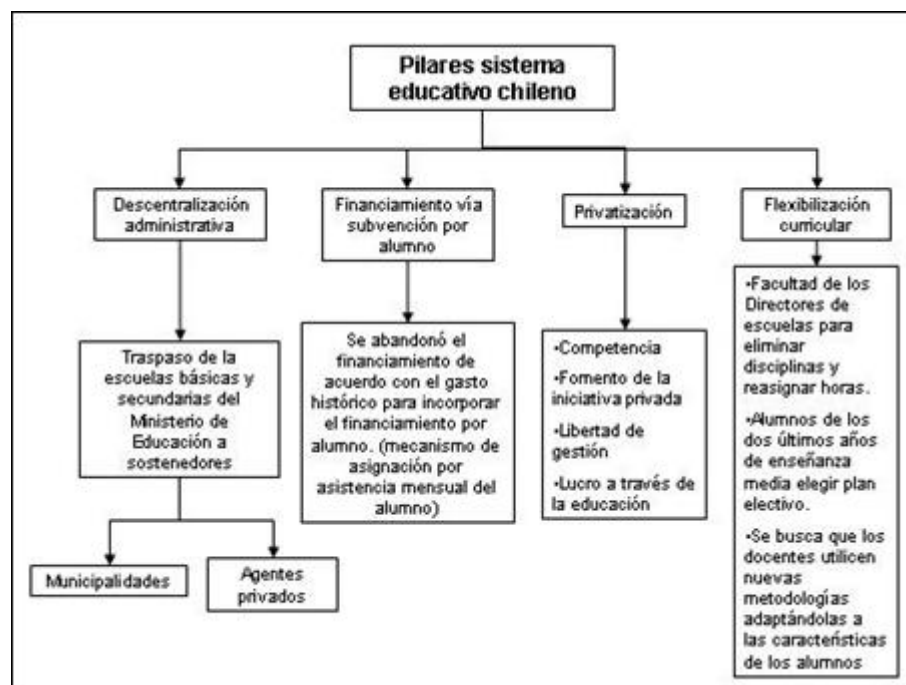 Pilares sistema
educativo chileno
Descentralización
administrativa
Financiamiento vía
subvención por
alumno
Privatización
Flexibilización
curricular
Traspaso de la
escuelas básicas y
secundarias del
Ministerio de
Educación a
sostenedores
Se abandonó el
financiamiento de
acuerdo con el gasto
histórico para incorporar
el financiamiento por
alumno. (mecanismo de
asignación por
asistencia mensual del
alumno)
•Competencia
•Fomento de la
iniciativa privada
•Libertad de
gestión
•Lucro a través de
la educación
•Facultad de los
Directores de
escuelas para
eliminar
disciplinas y
reasignar horas.
•Alumnos de los
dos últimos años
de enseñanza
media elegir plan
electivo.
•Se busca que los
docentes utilicen
nuevas
metodologías
adaptándolas a
las características
de los alumnos
Municipalidades
Agentes
privados